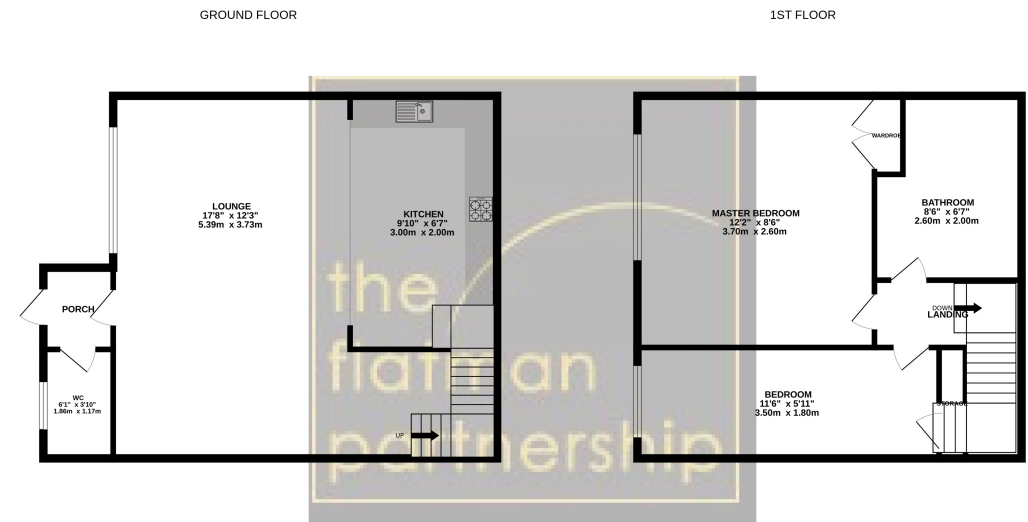 GROUND FLOOR
1ST FLOOR
LOUNGE
17'8" x 12'3"
5.39m x 3.73m
KITCHEN
9'10" x 6'7"
3.00m x 2.00m
PORCH
WC
6'1" x 3'10"
1.86m x 1.17m
UP
WARDROBE
MASTER BEDROOM
12'2" x 8'6"
3.70m x 2.60m
BATHROOM
8'6" x 6'7"
2.60m x 2.00m
DOWN
LANDING
BEDROOM
11'6" x 5'11"
3.50m x 1.80m
STORAGE
the
flatman
partnership